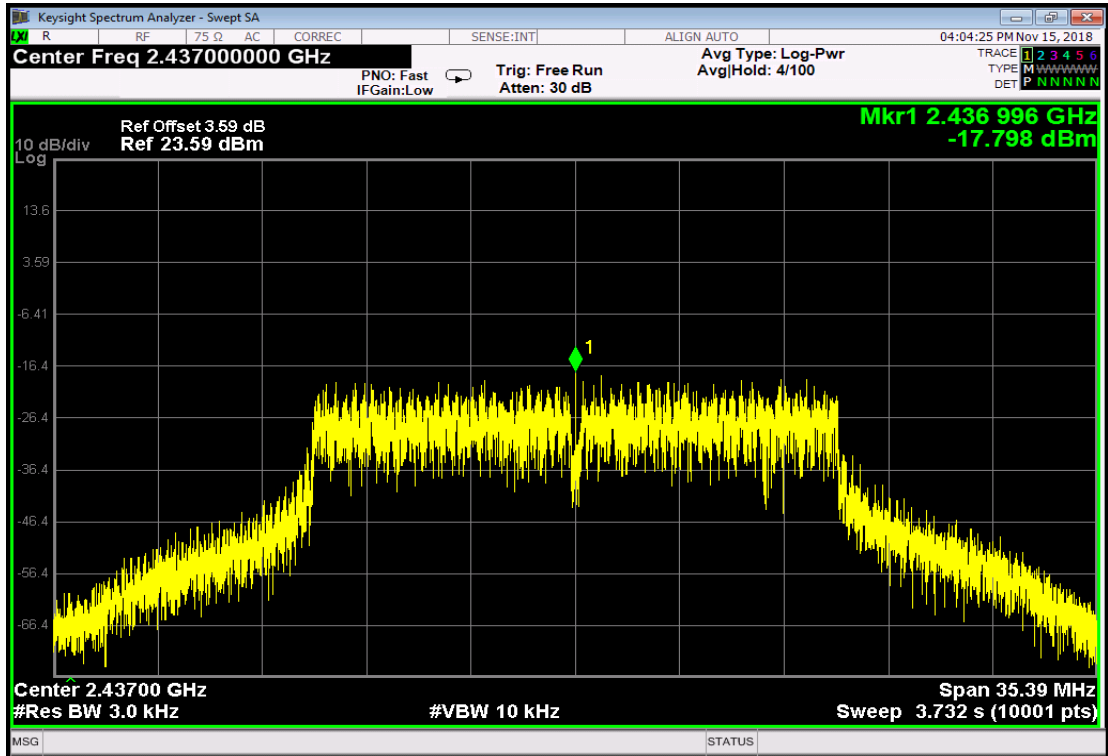 Keysight Spectrum Analyzer - Swept SA
LXI R RF 75 Ω AC CORREC SENSE:INT ALIGN AUTO 04:04:25 PM Nov 15, 2018
Center Freq 2.437000000 GHz
PNO: Fast
IFGain:Low
Trig: Free Run
Atten: 30 dB
Avg Type: Log-Pwr
Avg|Hold: 4/100
TRACE 1 2 3 4 5 6
TYPE M WWWWW
DET P N N N N N
Mkr1 2.436 996 GHz
-17.798 dBm
Ref Offset 3.59 dB
10 dB/div Ref 23.59 dBm
Log
13.6
3.59
-6.41
1
-16.4
-26.4
-36.4
-46.4
-56.4
-66.4
Center 2.43700 GHz Span 35.39 MHz
#Res BW 3.0 kHz #VBW 10 kHz Sweep 3.732 s (10001 pts)
MSG STATUS